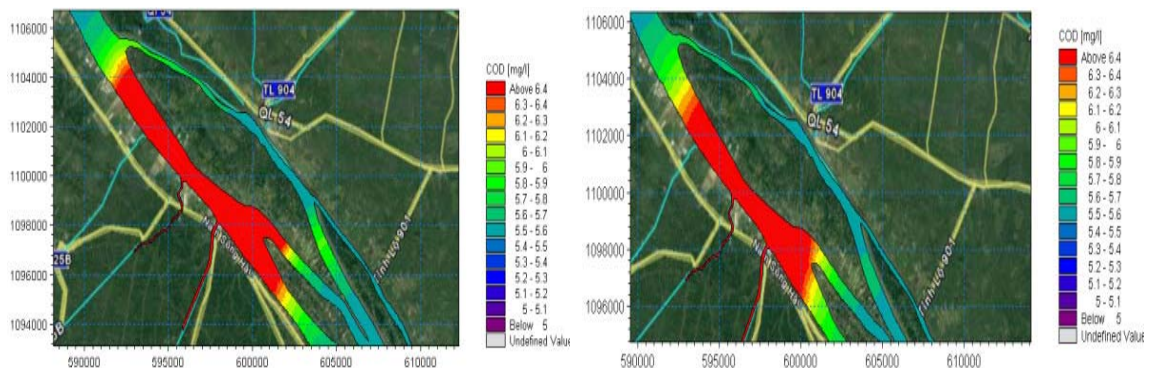 1106000
1104000
1102000
1100000
1098000
1096000
1094000
590000
595000
600000
605000
610000
TL 904
QL 54
25B
COD [mg/l]
Above 6.4
6.3 - 6.4
6.2 - 6.3
6.1 - 6.2
6 - 6.1
5.9 - 6
5.8 - 5.9
5.7 - 5.8
5.6 - 5.7
5.5 - 5.6
5.4 - 5.5
5.3 - 5.4
5.2 - 5.3
5.1 - 5.2
5 - 5.1
Below 5
Undefined Value
1106000
1104000
1102000
1100000
1098000
1096000
590000
595000
600000
605000
610000
TL 904
QL 54
COD [mg/l]
Above 6.4
6.3 - 6.4
6.2 - 6.3
6.1 - 6.2
6 - 6.1
5.9 - 6
5.8 - 5.9
5.7 - 5.8
5.6 - 5.7
5.5 - 5.6
5.4 - 5.5
5.3 - 5.4
5.2 - 5.3
5.1 - 5.2
5 - 5.1
Below 5
Undefined Value